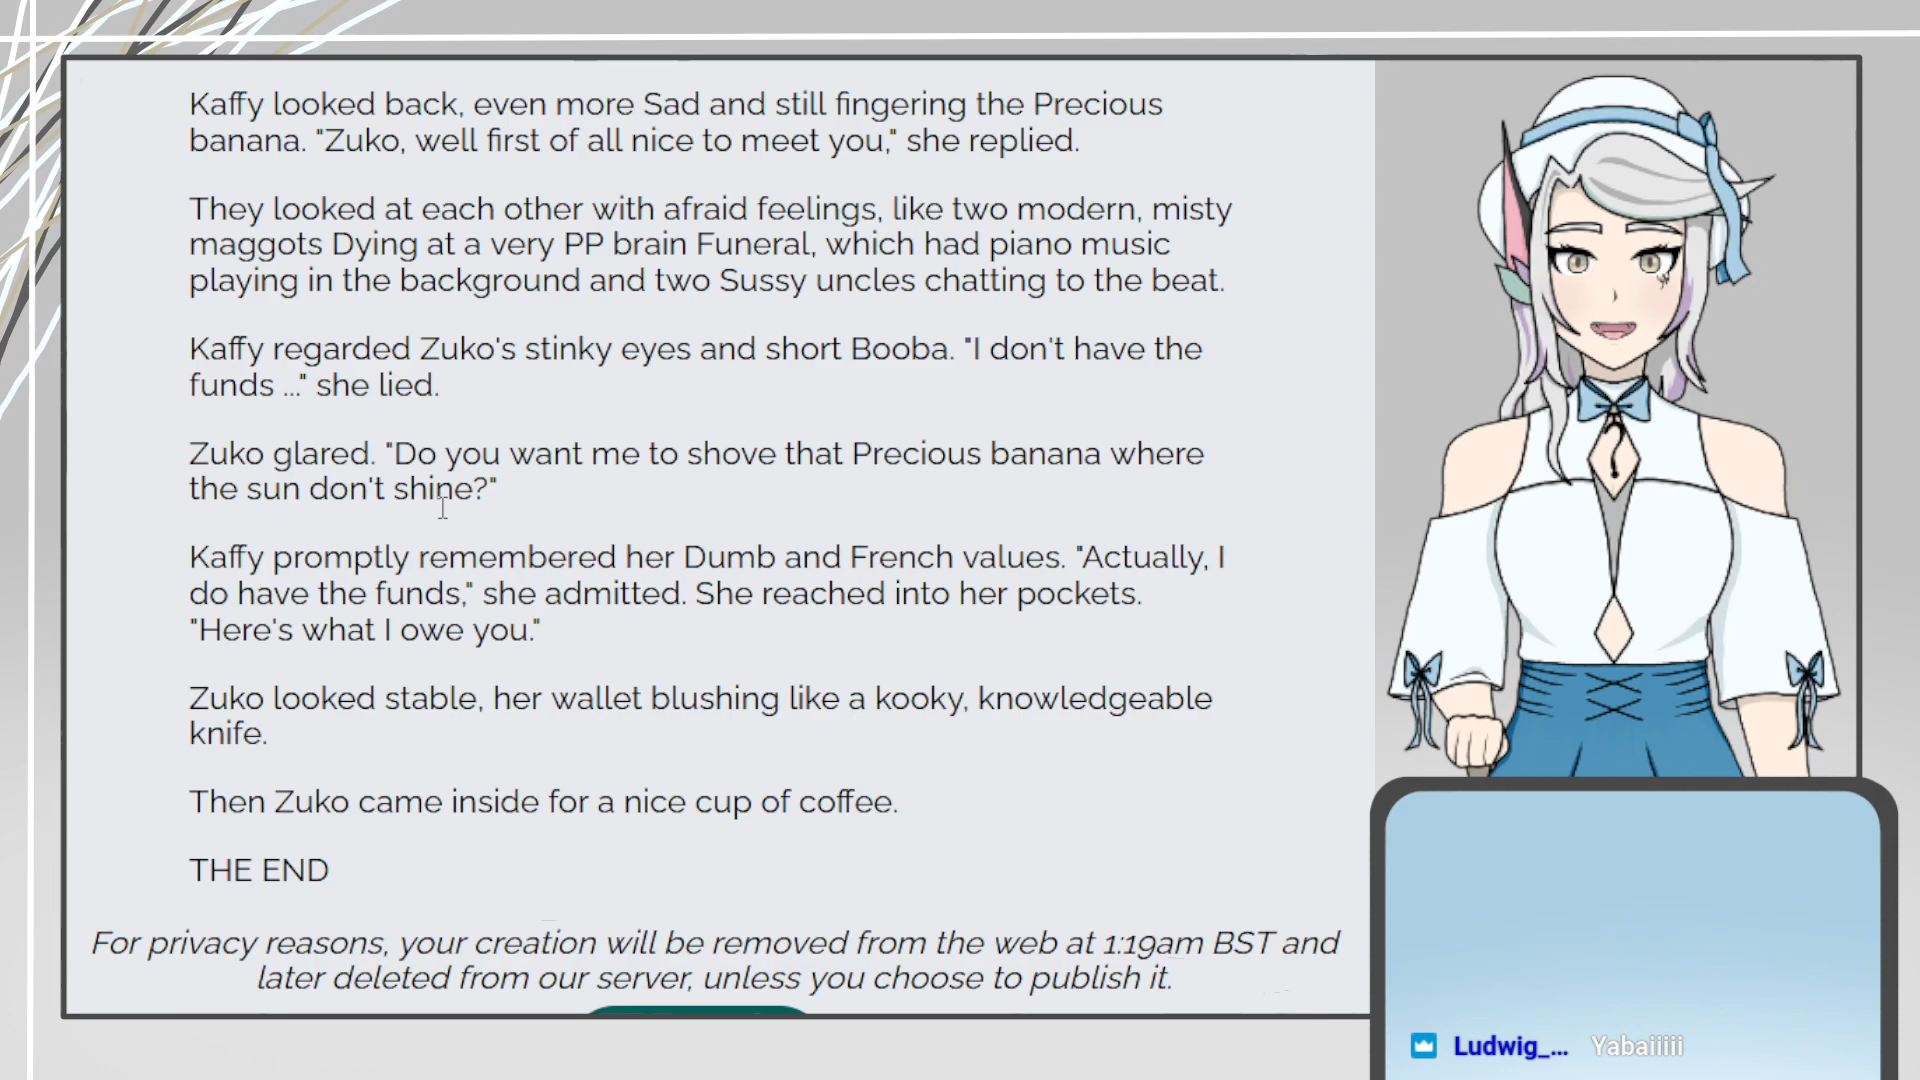 Kaffy looked back, even more Sad and still fingering the Precious
banana. "Zuko, well first of all nice to meet you," she replied.
They looked at each other with afraid feelings, like two modern, misty
maggots Dying at a very PP brain Funeral, which had piano music
playing in the background and two Sussy uncles chatting to the beat.
Kaffy regarded Zuko's stinky eyes and short Booba. "I don't have the
funds ..." she lied.
Zuko glared. "Do you want me to shove that Precious banana where
the sun don't shine?"
Kaffy promptly remembered her Dumb and French values. "Actually, I
do have the funds," she admitted. She reached into her pockets.
"Here's what I owe you."
Zuko looked stable, her wallet blushing like a kooky, knowledgeable
knife.
Then Zuko came inside for a nice cup of coffee.
THE END
For privacy reasons, your creation will be removed from the web at 1:19am BST and
later deleted from our server, unless you choose to publish it.
?
Ludwig_... Yabaiiiii